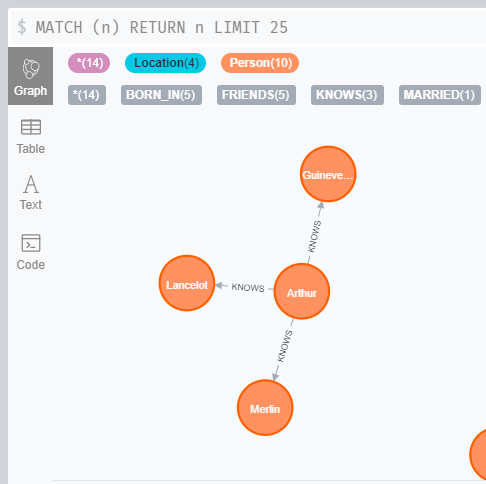 $ MATCH (n) RETURN n LIMIT 25
*(14) Location(4) Person(10)
*(14) BORN_IN(5) FRIENDS(5) KNOWS(3) MARRIED(1)
Graph
Table
Text
Code
Guineve...
KNOWS
Lancelot
KNOWS
Arthur
KNOWS
Merlin